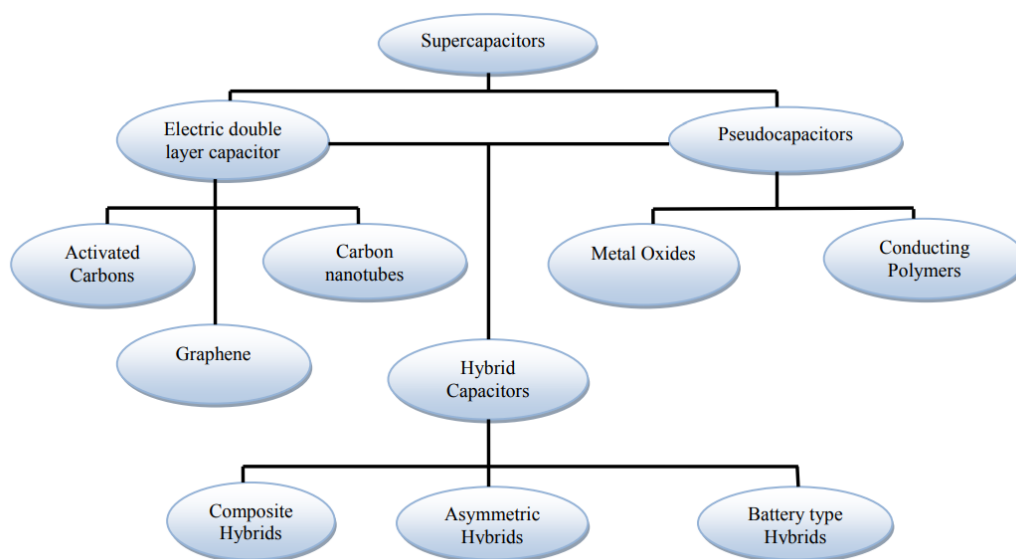 Supercapacitors
Electric double
layer capacitor
Pseudocapacitors
Activated
Carbons
Carbon
nanotubes
Metal Oxides
Conducting
Polymers
Graphene
Hybrid
Capacitors
Composite
Hybrids
Asymmetric
Hybrids
Battery type
Hybrids